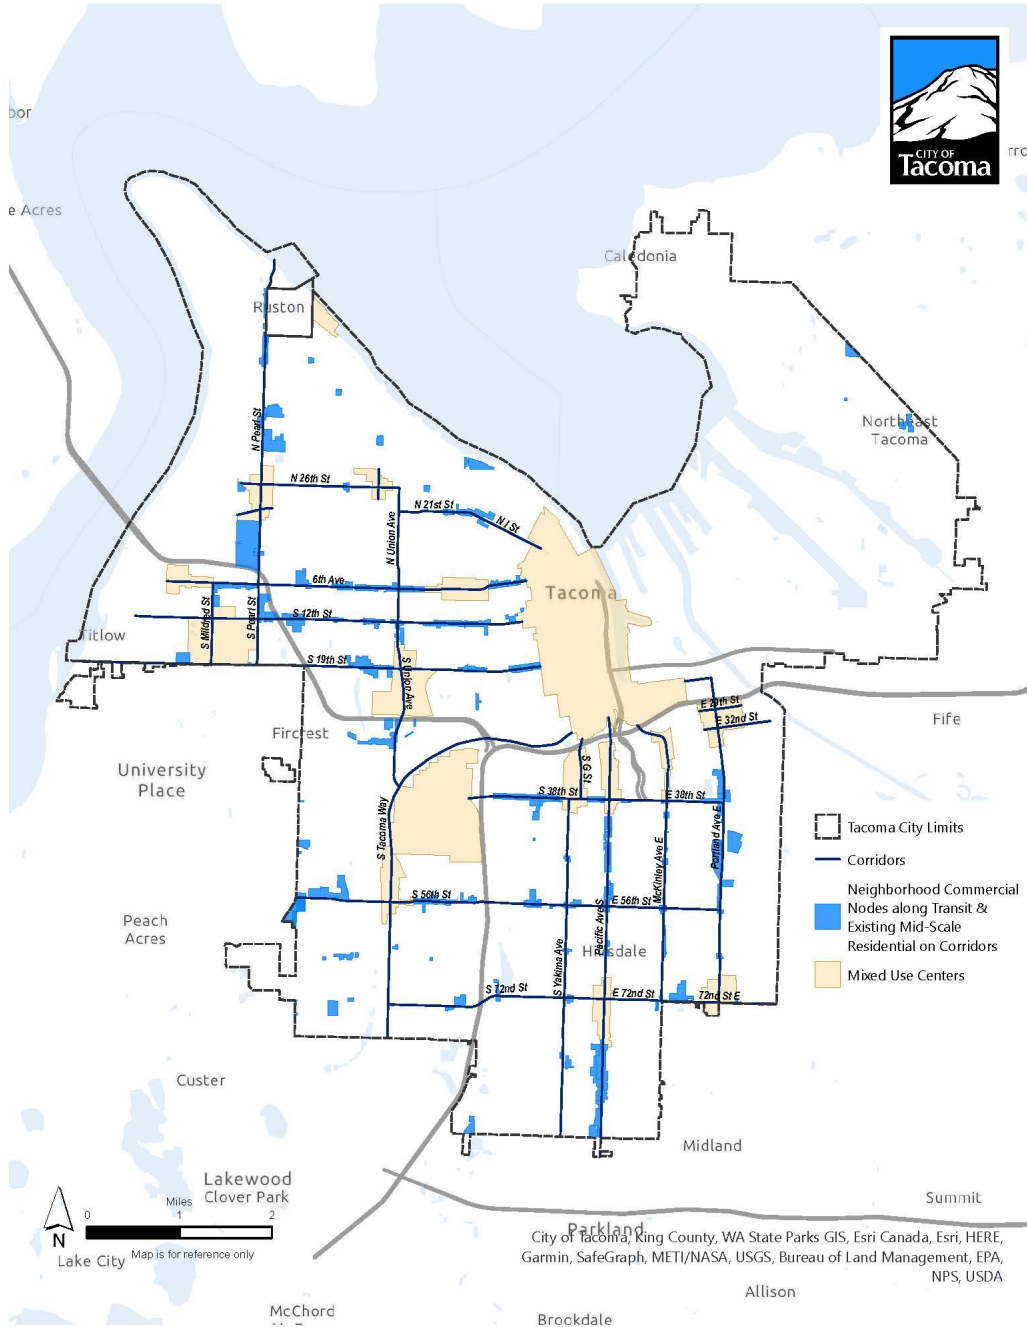 CITY OF
Tacoma
bor
rro
e Acres
Caledonia
Ruston
N Pearl St
Northeast
Tacoma
N 26th St
N 21st St
N I St
N Union Ave
6th Ave
Tacoma
S Mildred St
S Pearl St
S 12th St
Titlow
S 19th St
S Union Ave
E 29th St
E 32nd St
Fife
Fircrest
University
Place
S G St
S 38th St
E 38th St
S Tacoma Way
Portland Ave E
McKinley Ave E
Tacoma City Limits
Corridors
Neighborhood Commercial
Nodes along Transit &
Existing Mid-Scale
Residential on Corridors
Mixed Use Centers
S 56th St
E 56th St
Peach
Acres
Pacific Ave S
Hillsdale
S Yakima Ave
S 72nd St
E 72nd St
72nd St E
Custer
Midland
Lakewood
Clover Park
Summit
Miles
0
1
2
N
Map is for reference only
Parkland
City of Tacoma, King County, WA State Parks GIS, Esri Canada, Esri, HERE,
Garmin, SafeGraph, METI/NASA, USGS, Bureau of Land Management, EPA,
NPS, USDA
Lake City
Allison
McChord
Brookdale